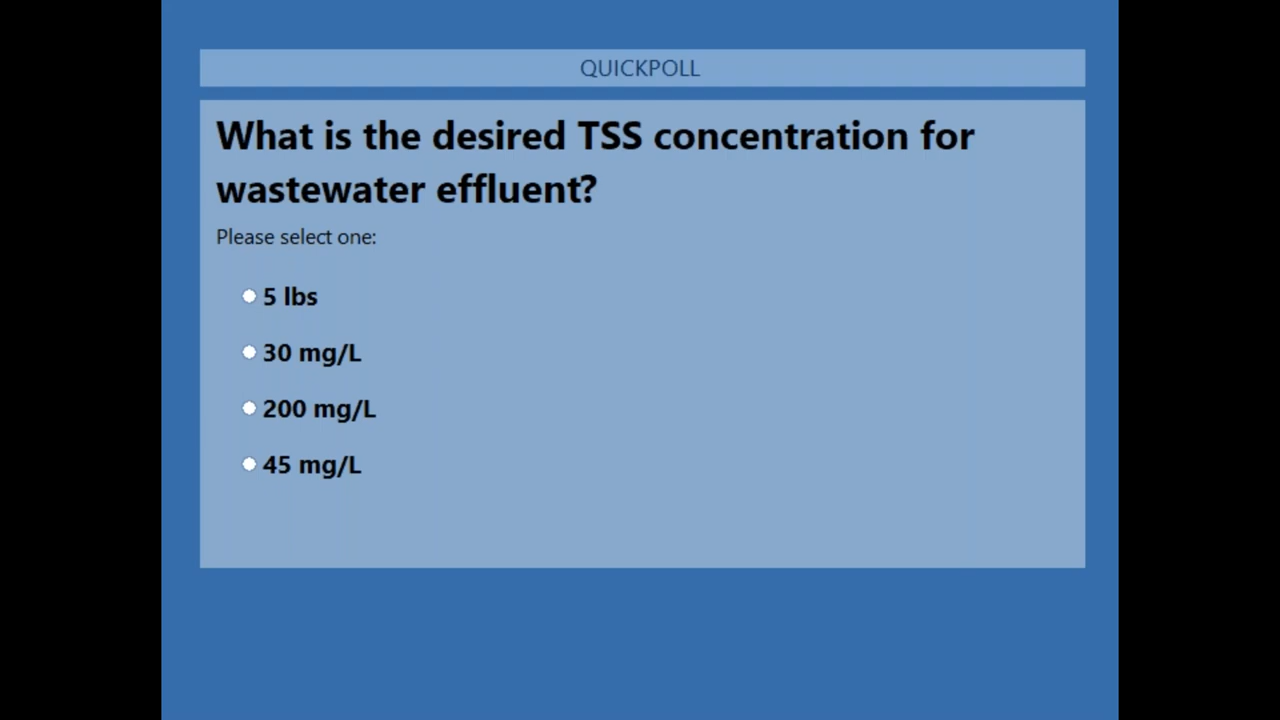 QUICKPOLL
What is the desired TSS concentration for
wastewater effluent?
Please select one:
5 lbs
30 mg/L
200 mg/L
45 mg/L